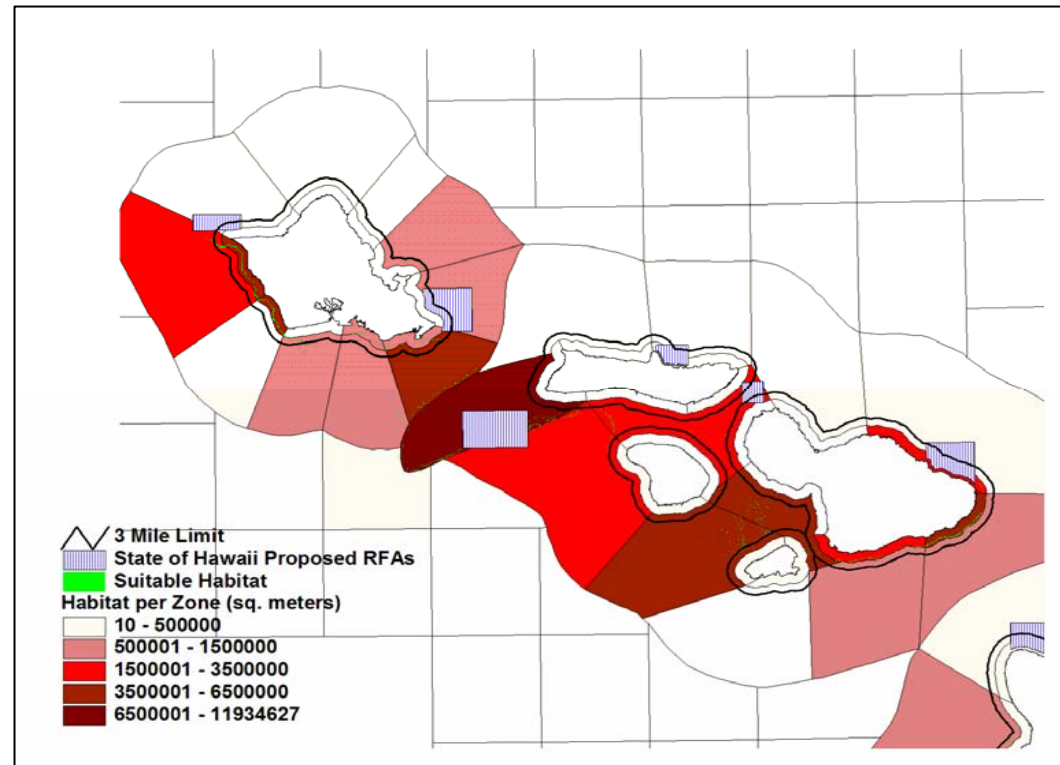 3 Mile Limit
State of Hawaii Proposed RFAs
Suitable Habitat
Habitat per Zone (sq. meters)
10 - 500000
500001 - 1500000
1500001 - 3500000
3500001 - 6500000
6500001 - 11934627